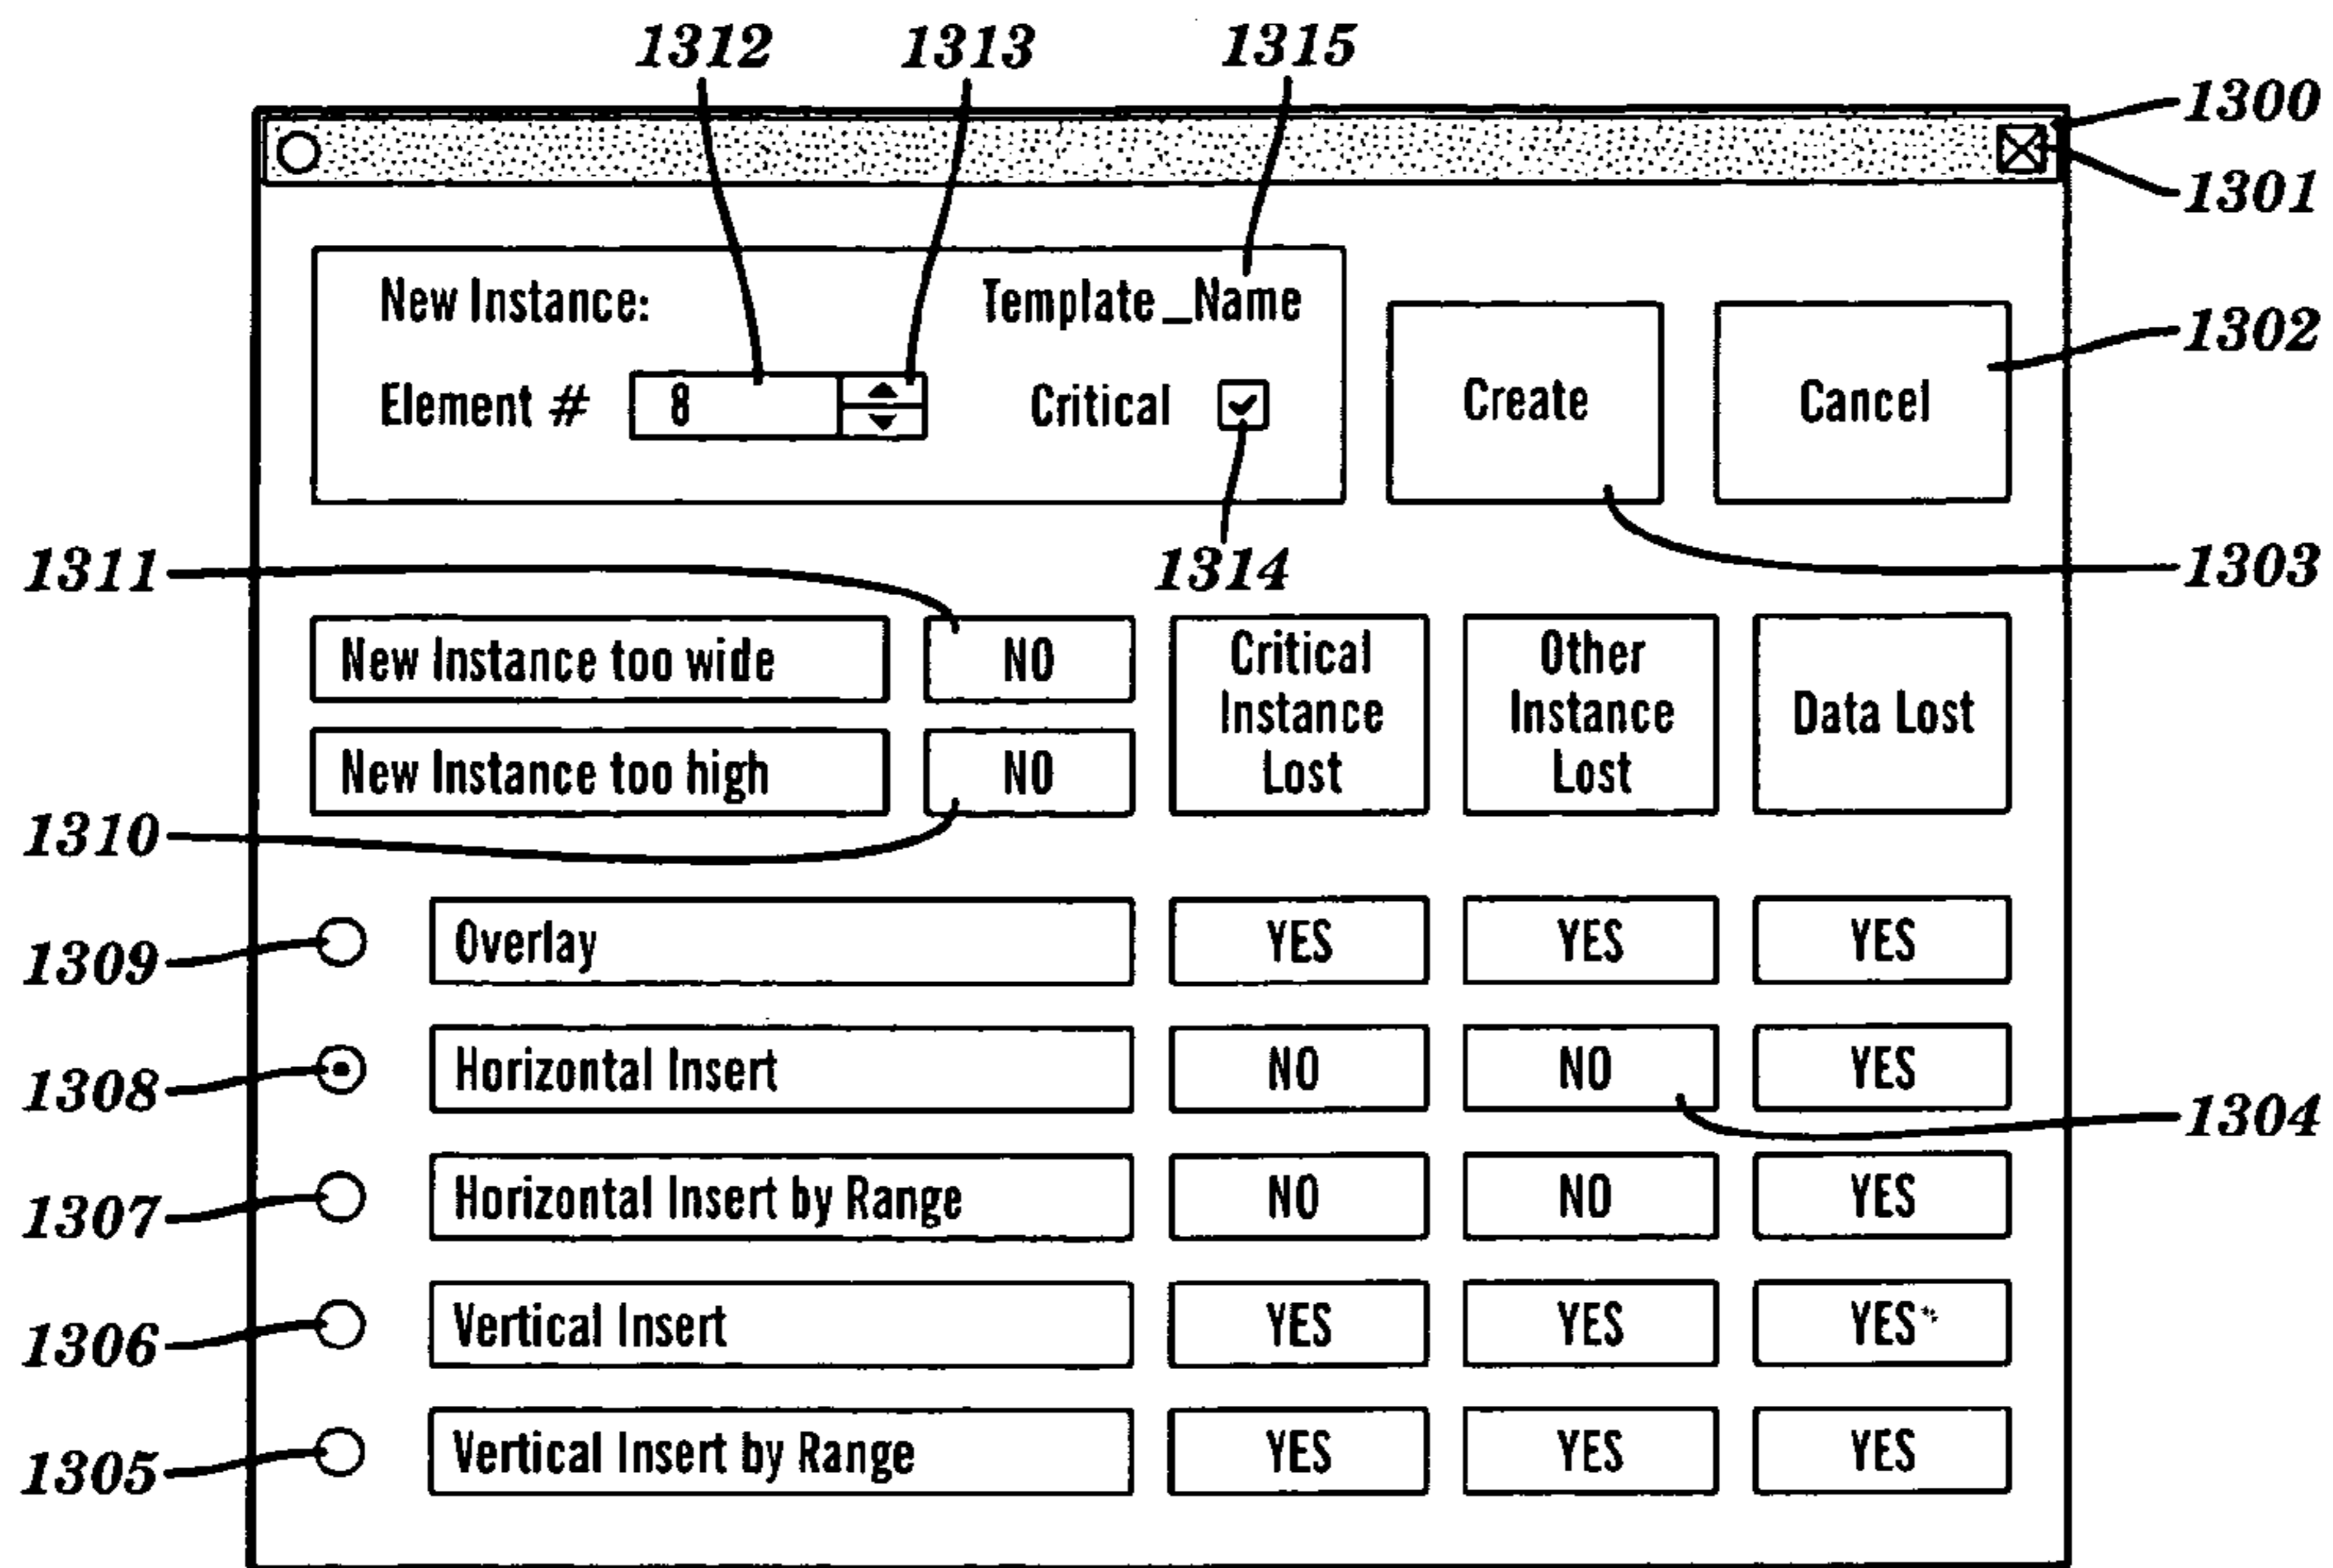 1312 1313 1315
1300
1301
New Instance: Template_Name
1302
Element # 8 Critical Create Cancel
1311 1314 1303
New Instance too wide NO Critical Instance Lost Other Instance Lost Data Lost
New Instance too high NO
1310
1309 Overlay YES YES YES
1308 Horizontal Insert NO NO YES
1304
1307 Horizontal Insert by Range NO NO YES
1306 Vertical Insert YES YES YES
1305 Vertical Insert by Range YES YES YES